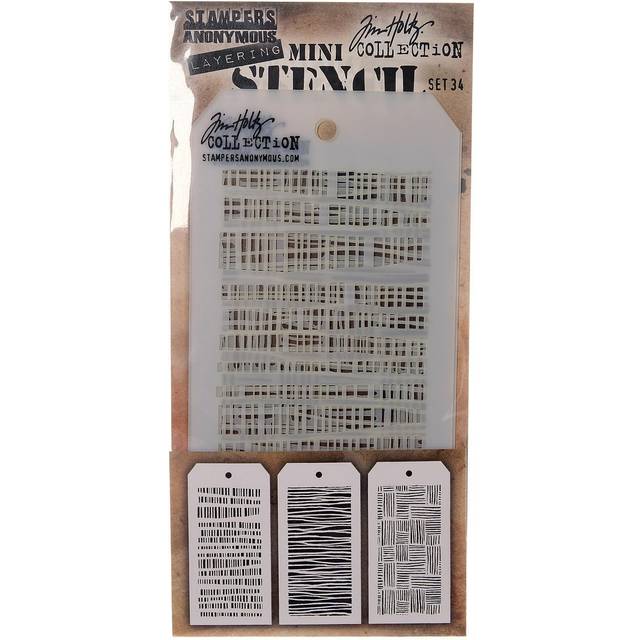 STAMPERS
ANONYMOUS
LAYERING
MINI
STENCIL
Tim Holtz
COLLECTION
SET 34
Tim Holtz
COLLECTION
STAMPERSANONYMOUS.COM